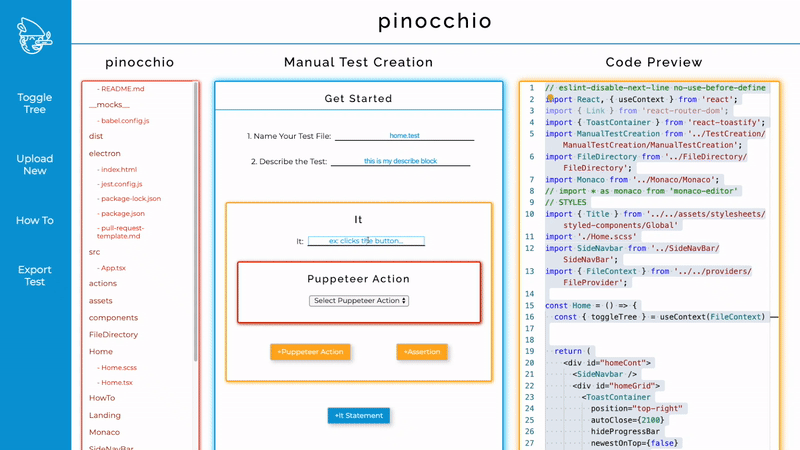 pinocchio
Toggle
Tree
Upload
New
How To
Export
Test
pinocchio
- README.md
__mocks__
- babel.config.js
dist
electron
- index.html
- jest.config.js
- package-lock.json
- package.json
- pull-request-
template.md
src
- App.tsx
actions
assets
components
FileDirectory
Home
- Home.scss
- Home.tsx
HowTo
Landing
Monaco
SideNavBar
Manual Test Creation
Get Started
1. Name Your Test File: home.test
2. Describe the Test: this is my describe block
It
It: ex: clicks the button...
Puppeteer Action
Select Puppeteer Action
+Puppeteer Action
+Assertion
+It Statement
Code Preview
1 // eslint-disable-next-line no-use-before-define
2 import React, { useContext } from 'react';
3 import { Link } from 'react-router-dom';
4 import { ToastContainer } from 'react-toastify';
5 import ManualTestCreation from '../TestCreation/
ManualTestCreation/ManualTestCreation';
6 import FileDirectory from '../FileDirectory/
FileDirectory';
7 import Monaco from '../Monaco/Monaco';
8 // import * as monaco from 'monaco-editor'
9 // STYLES
10 import { Title } from '../../assets/stylesheets/
styled-components/Global'
11 import './Home.scss'
12 import SideNavbar from '../SideNavBar/
SideNavBar';
13 import { FileContext } from '../../providers/
FileProvider';
14
15 const Home = () => {
16 const { toggleTree } = useContext(FileContext)
17
18
19 return (
20 <div id="homeCont">
21 <SideNavbar />
22 <div id="homeGrid">
23 <ToastContainer
24 position="top-right"
25 autoClose={2100}
26 hideProgressBar
27 newestOnTop={false}